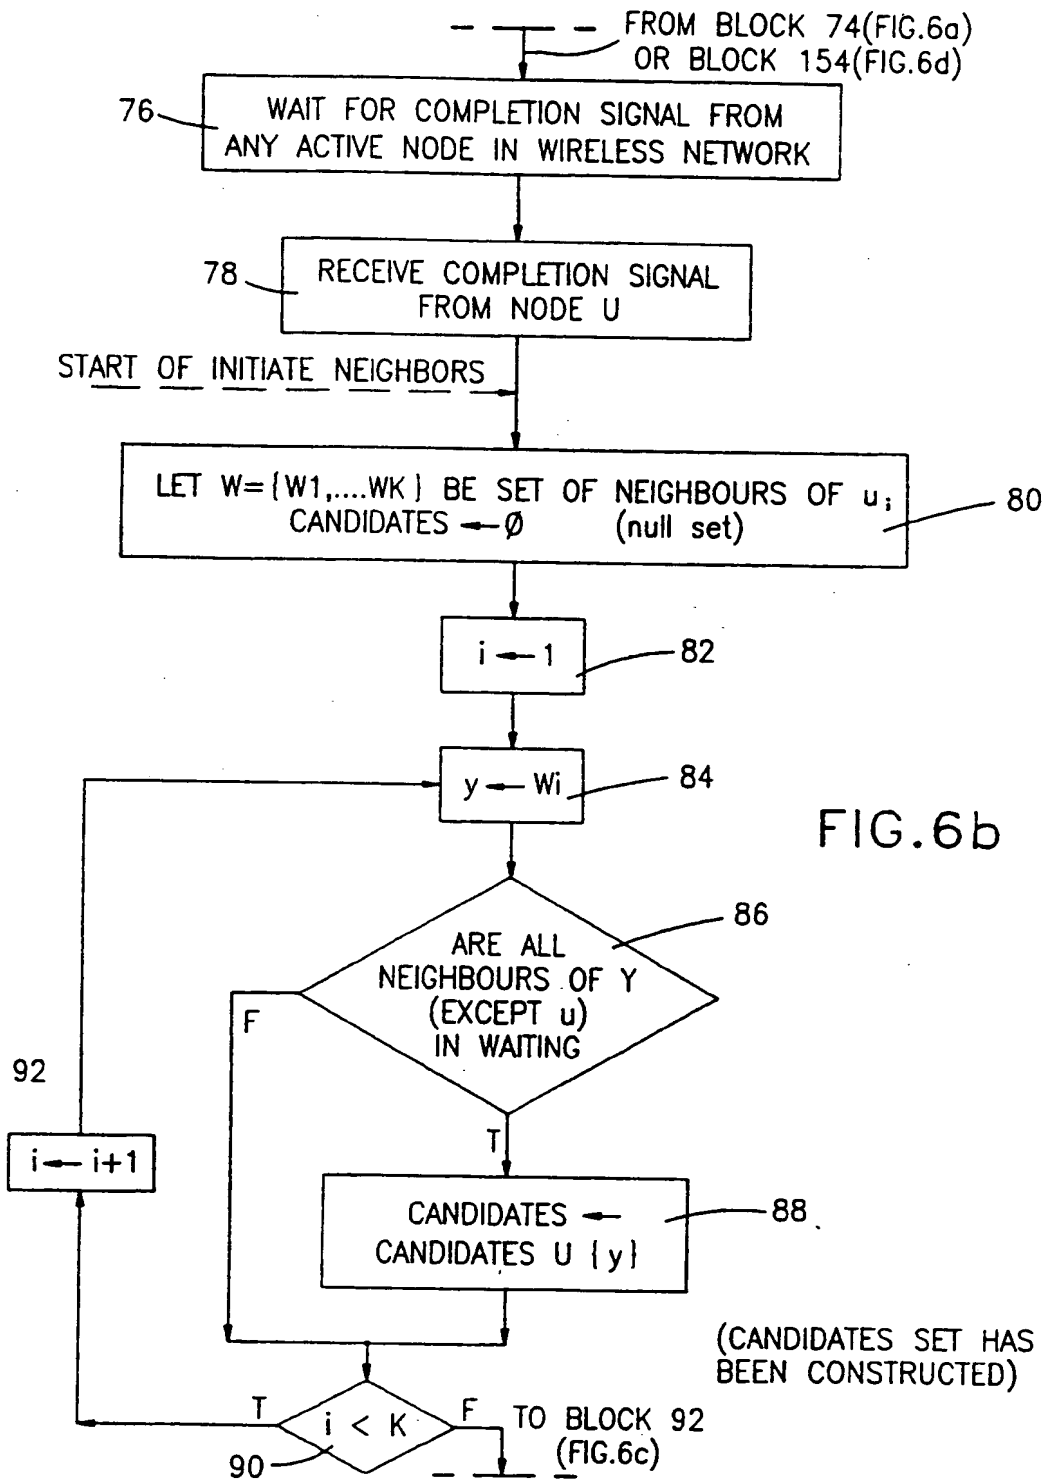 FROM BLOCK 74(FIG.6a)
OR BLOCK 154(FIG.6d)
76
WAIT FOR COMPLETION SIGNAL FROM
ANY ACTIVE NODE IN WIRELESS NETWORK
78
RECEIVE COMPLETION SIGNAL
FROM NODE U
START OF INITIATE NEIGHBORS
LET W={W1,....WK} BE SET OF NEIGHBOURS OF u¡
CANDIDATES ← ∅ (null set)
80
i ← 1
82
y ← Wi
84
FIG.6b
86
ARE ALL
NEIGHBOURS OF Y
(EXCEPT u)
IN WAITING
F
92
T
i ← i+1
CANDIDATES ←
CANDIDATES U {y}
88
(CANDIDATES SET HAS
BEEN CONSTRUCTED)
T
i < K
F
90
TO BLOCK 92
(FIG.6c)